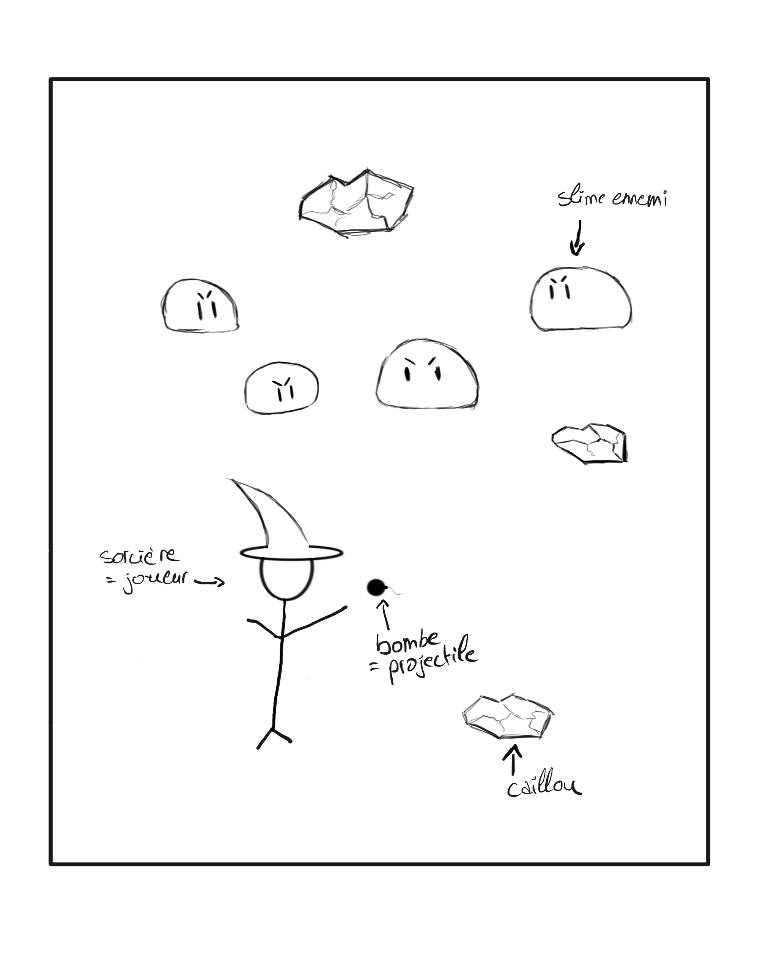 slime ennemi
sorcière
= joueur
bombe
= projectile
caillou